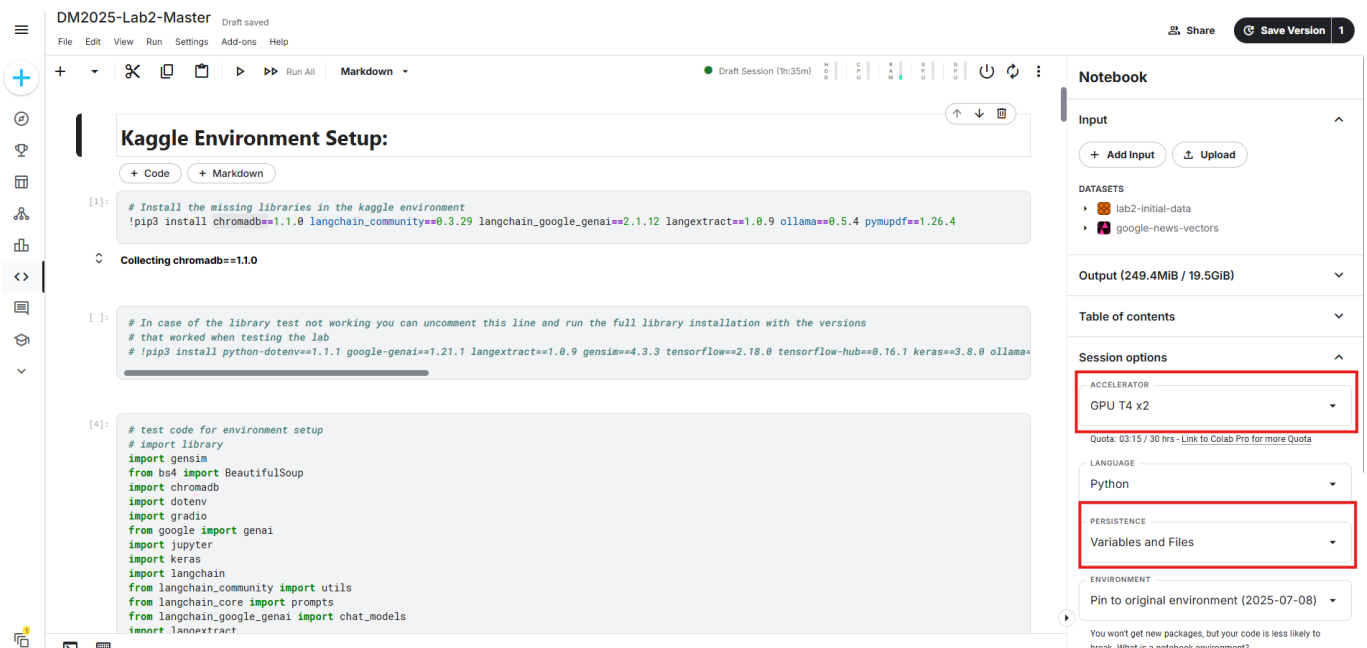 DM2025-Lab2-Master Draft saved
File Edit View Run Settings Add-ons Help
Share
Save Version 1
Run All Markdown
Draft Session (1h:35m) HDD CPU RAM GPU GPU
Kaggle Environment Setup:
+ Code + Markdown
[1]:
# Install the missing libraries in the kaggle environment
!pip3 install chromadb==1.1.0 langchain_community==0.3.29 langchain_google_genai==2.1.12 langextract==1.0.9 ollama==0.5.4 pymupdf==1.26.4
Collecting chromadb==1.1.0
[ ]:
# In case of the library test not working you can uncomment this line and run the full library installation with the versions
# that worked when testing the lab
# !pip3 install python-dotenv==1.1.1 google-genai==1.21.1 langextract==1.0.9 gensim==4.3.3 tensorflow==2.18.0 tensorflow-hub==0.16.1 keras==3.8.0 ollama=
[4]:
# test code for environment setup
# import library
import gensim
from bs4 import BeautifulSoup
import chromadb
import dotenv
import gradio
from google import genai
import jupyter
import keras
import langchain
from langchain_community import utils
from langchain_core import prompts
from langchain_google_genai import chat_models
import langextract
Notebook
Input
+ Add Input Upload
DATASETS
lab2-initial-data
google-news-vectors
Output (249.4MiB / 19.5GiB)
Table of contents
Session options
ACCELERATOR
GPU T4 x2
Quota: 03:15 / 30 hrs - Link to Colab Pro for more Quota
LANGUAGE
Python
PERSISTENCE
Variables and Files
ENVIRONMENT
Pin to original environment (2025-07-08)
You won't get new packages, but your code is less likely to
break. What is a notebook environment?